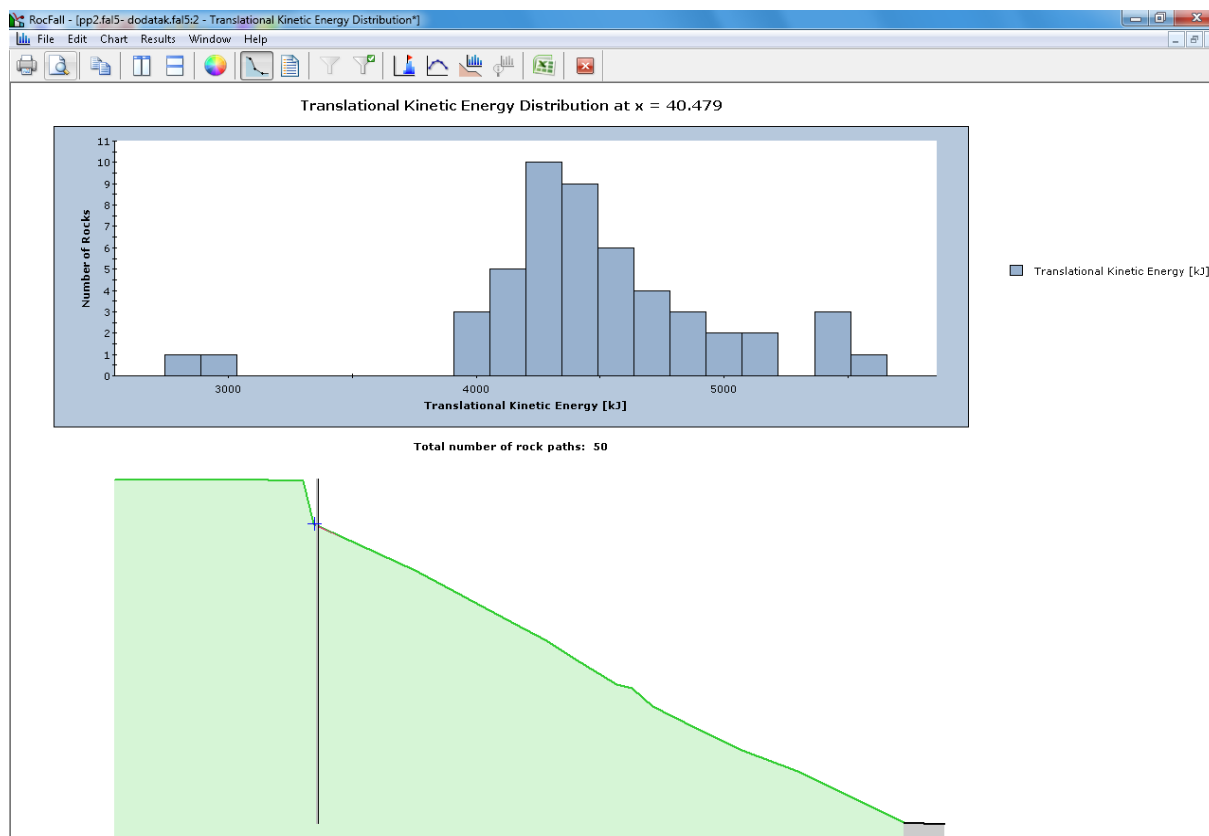 RocFall - [pp2.fal5- dodatak.fal5:2 - Translational Kinetic Energy Distribution*]
File Edit Chart Results Window Help
Translational Kinetic Energy Distribution at x = 40.479
11
10
9
8
7
6
5
4
3
2
1
0
Number of Rocks
3000 4000 5000
Translational Kinetic Energy [kJ]
Translational Kinetic Energy [kJ]
Total number of rock paths: 50